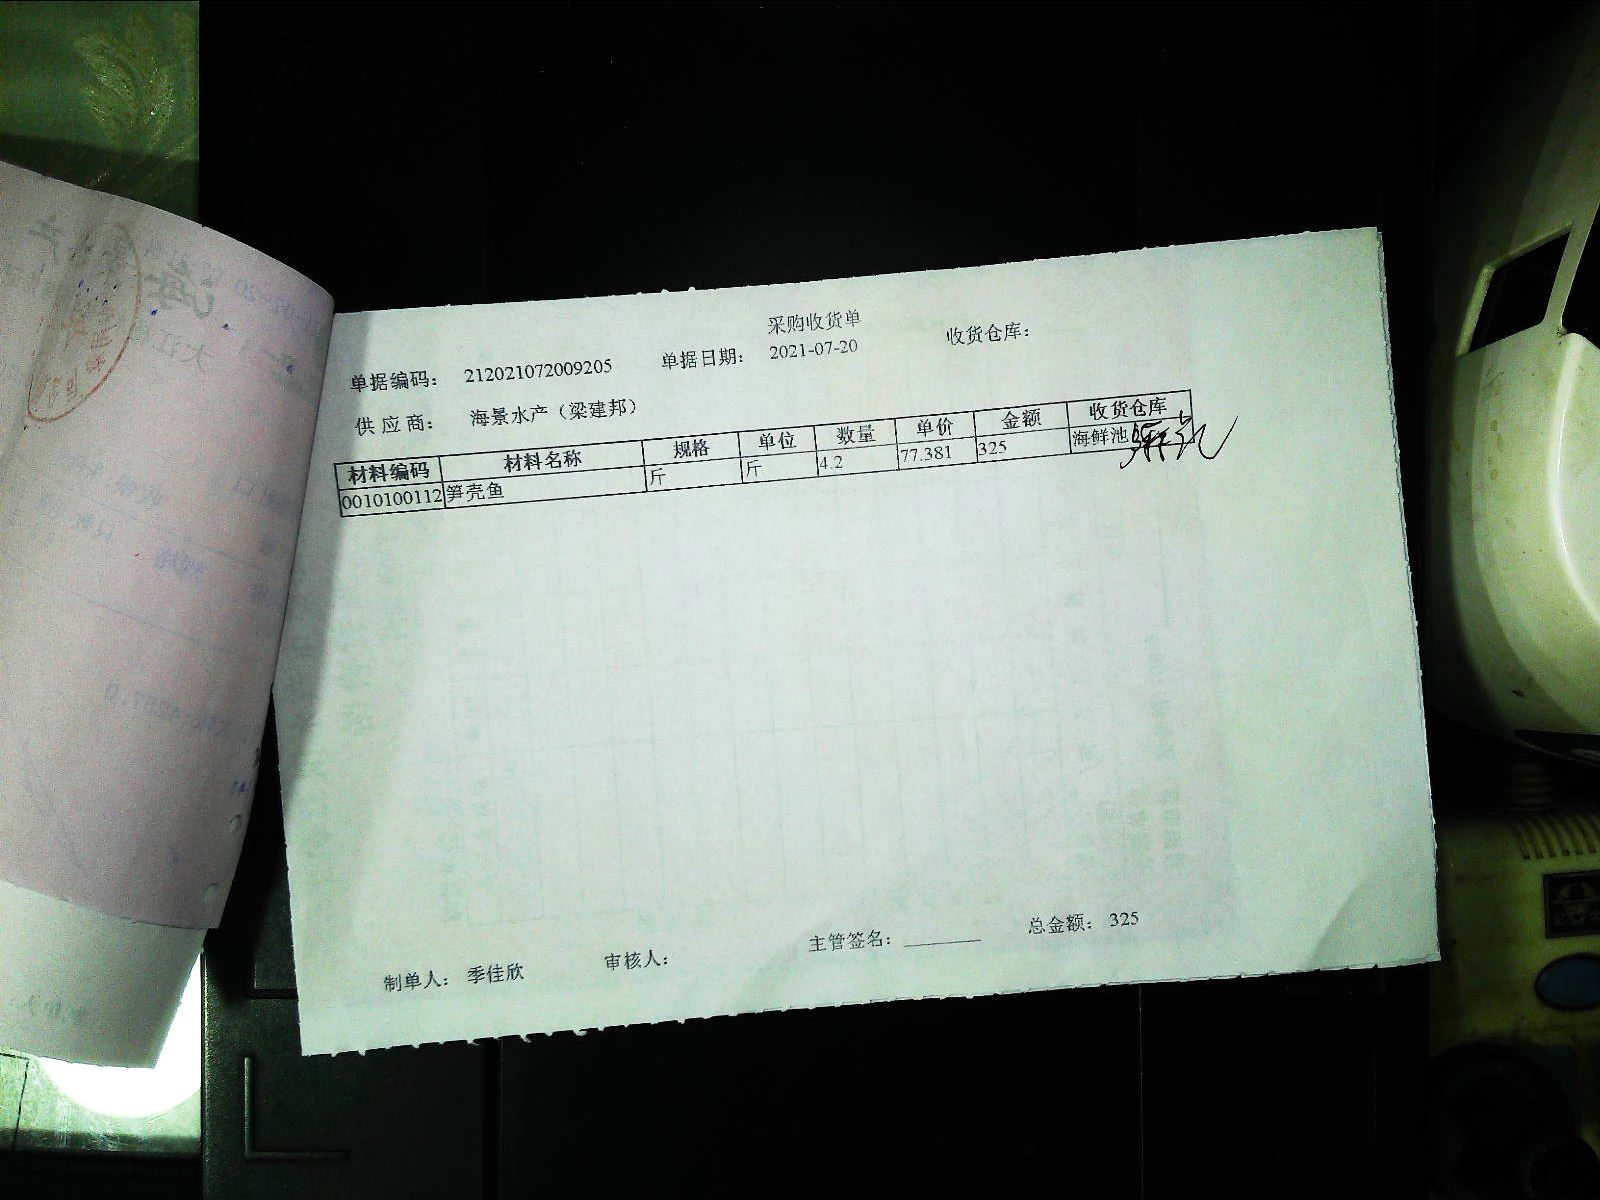 采购收货单
单据编码: 212021072009205 单据日期: 2021-07-20 收货仓库:
供应商: 海景水产（梁建邦）
材料编码 材料名称 规格 单位 数量 单价 金额 收货仓库
0010100112 笋壳鱼 斤 斤 4.2 77.381 325 海鲜池
制单人: 季佳欣 审核人: 主管签名: 总金额: 325